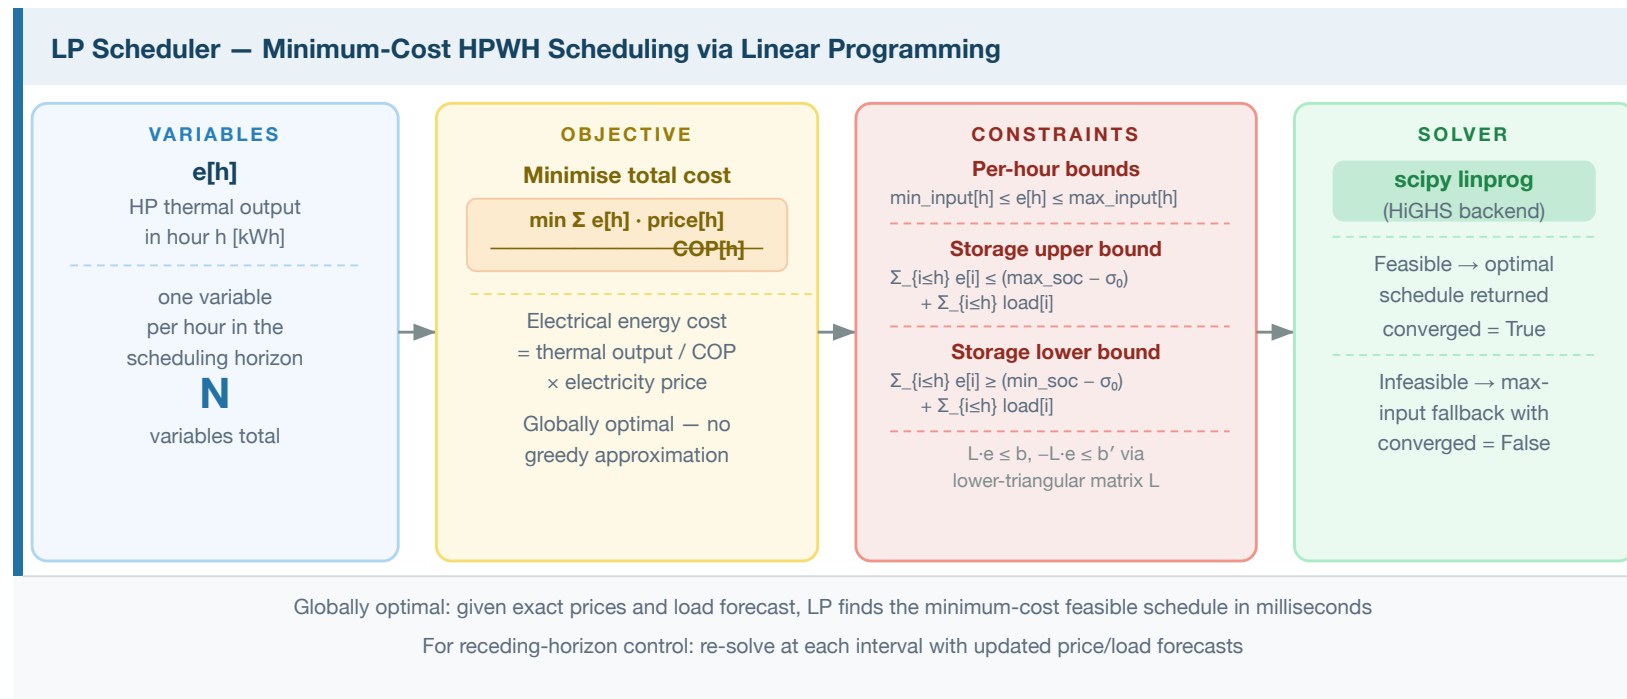 LP Scheduler — Minimum-Cost HPWH Scheduling via Linear Programming
VARIABLES
e[h]
HP thermal output
in hour h [kWh]
one variable
per hour in the
scheduling horizon
N
variables total
OBJECTIVE
Minimise total cost
min Σ e[h] · price[h]
COP[h]
Electrical energy cost
= thermal output / COP
× electricity price
Globally optimal — no
greedy approximation
CONSTRAINTS
Per-hour bounds
min_input[h] ≤ e[h] ≤ max_input[h]
Storage upper bound
Σ_{i≤h} e[i] ≤ (max_soc − σ₀)
+ Σ_{i≤h} load[i]
Storage lower bound
Σ_{i≤h} e[i] ≥ (min_soc − σ₀)
+ Σ_{i≤h} load[i]
L·e ≤ b, −L·e ≤ b′ via
lower-triangular matrix L
SOLVER
scipy linprog
(HiGHS backend)
Feasible → optimal
schedule returned
converged = True
Infeasible → max-
input fallback with
converged = False
Globally optimal: given exact prices and load forecast, LP finds the minimum-cost feasible schedule in milliseconds
For receding-horizon control: re-solve at each interval with updated price/load forecasts